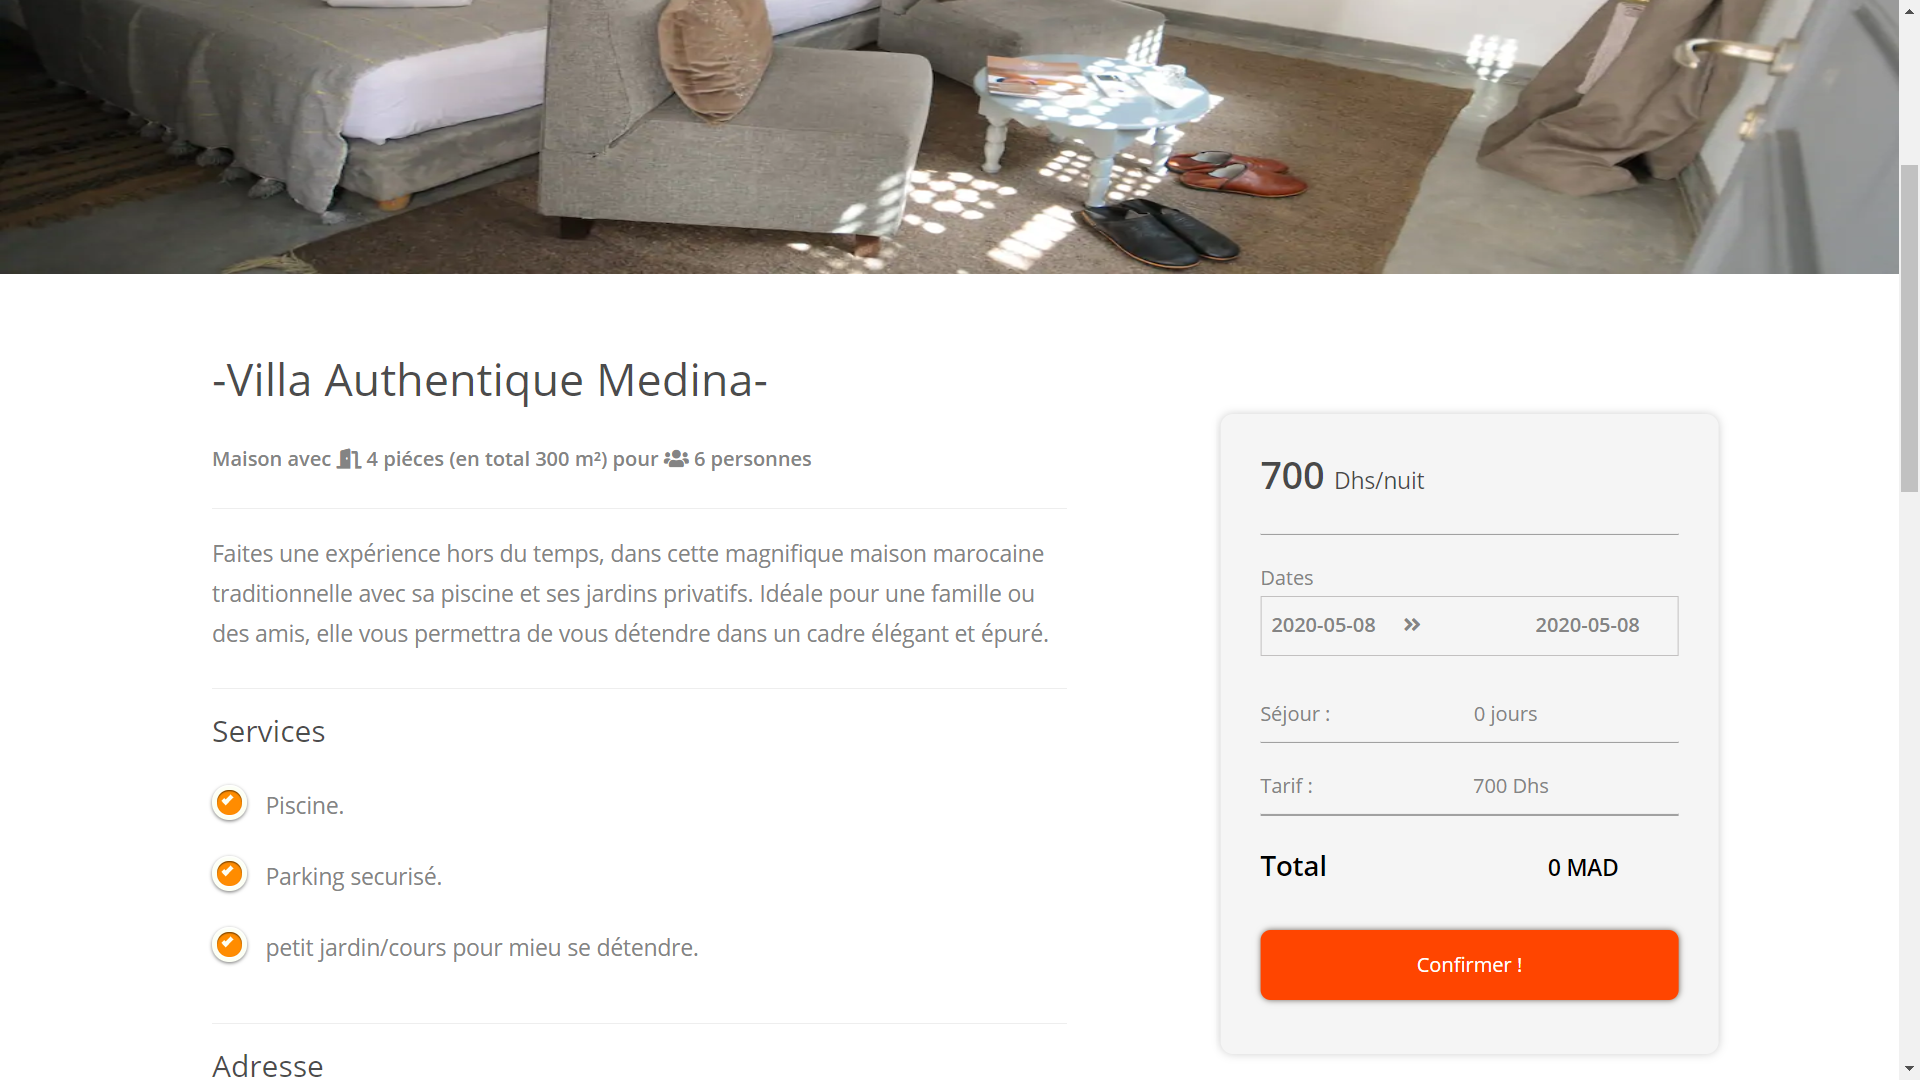 -Villa Authentique Medina-
Maison avec 4 piéces (en total 300 m²) pour 6 personnes
Faites une expérience hors du temps, dans cette magnifique maison marocaine
traditionnelle avec sa piscine et ses jardins privatifs. Idéale pour une famille ou
des amis, elle vous permettra de vous détendre dans un cadre élégant et épuré.
Services
Piscine.
Parking securisé.
petit jardin/cours pour mieu se détendre.
Adresse
700 Dhs/nuit
Dates
2020-05-08 » 2020-05-08
Séjour : 0 jours
Tarif : 700 Dhs
Total 0 MAD
Confirmer !